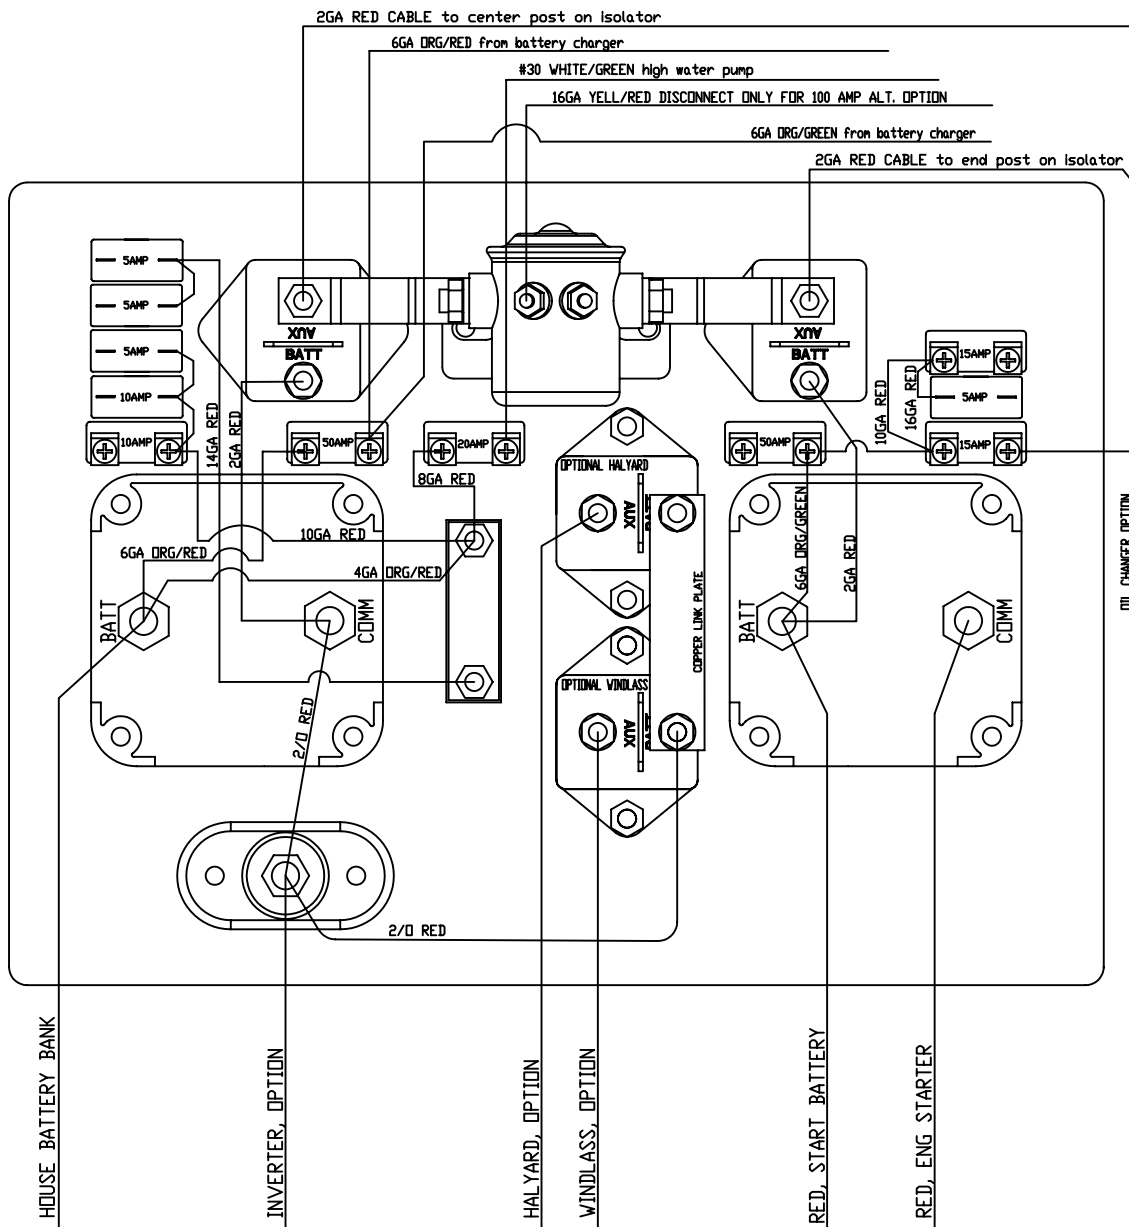 2GA RED CABLE to center post on isolator
6GA ORG/RED from battery charger
#30 WHITE/GREEN high water pump
16GA YELL/RED DISCONNECT ONLY FOR 100 AMP ALT. OPTION
6GA ORG/GREEN from battery charger
2GA RED CABLE to end post on isolator
5AMP
5AMP
5AMP
10AMP
10AMP
14GA RED
2GA RED
AUX
BATT
50AMP
20AMP
8GA RED
AUX
BATT
50AMP
15AMP
5AMP
15AMP
10GA RED
16GA RED
OPTIONAL HALYARD
AUX
BATT
COPPER LINK PLATE
OPTIONAL WINDLASS
AUX
BATT
10GA RED
6GA ORG/RED
4GA ORG/RED
BATT
COMM
2/0 RED
6GA ORG/GREEN
2GA RED
BATT
COMM
OIL CHANGER OPTION
2/0 RED
HOUSE BATTERY BANK
INVERTER, OPTION
HALYARD, OPTION
WINDLASS, OPTION
RED, START BATTERY
RED, ENG STARTER